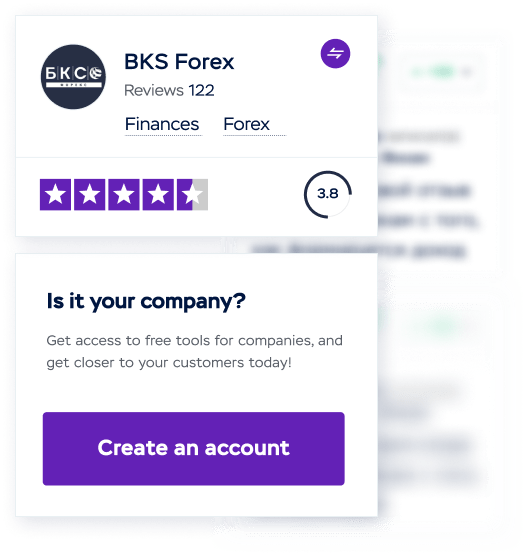 БКС
ФОРЕКС
BKS Forex
Reviews 122
Finances Forex
3.8
Is it your company?
Get access to free tools for companies, and
get closer to your customers today!
Create an account